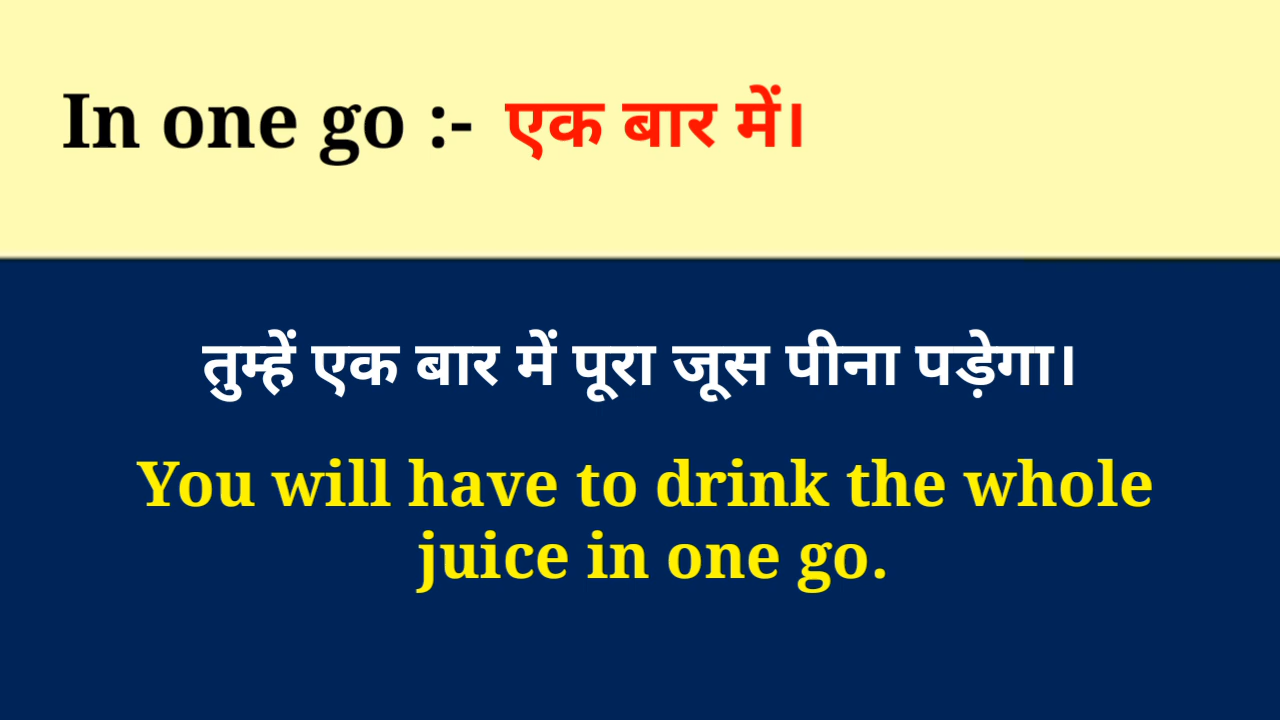 In one go :- एक बार में।
तुम्हें एक बार में पूरा जूस पीना पड़ेगा।
You will have to drink the whole
juice in one go.